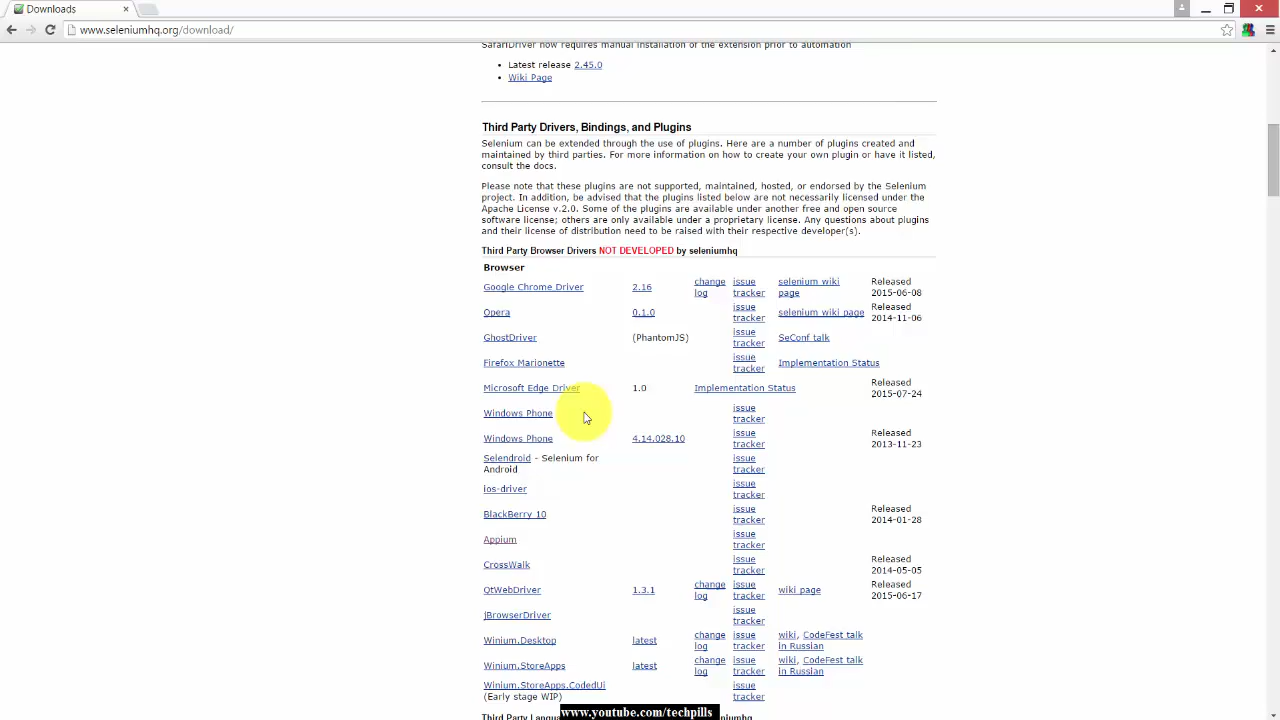 Downloads
www.seleniumhq.org/download/
SafariDriver now requires manual installation of the extension prior to automation
Latest release 2.45.0
Wiki Page
Third Party Drivers, Bindings, and Plugins
Selenium can be extended through the use of plugins. Here are a number of plugins created and
maintained by third parties. For more information on how to create your own plugin or have it listed,
consult the docs.
Please note that these plugins are not supported, maintained, hosted, or endorsed by the Selenium
project. In addition, be advised that the plugins listed below are not necessarily licensed under the
Apache License v.2.0. Some of the plugins are available under another free and open source
software license; others are only available under a proprietary license. Any questions about plugins
and their license of distribution need to be raised with their respective developer(s).
Third Party Browser Drivers NOT DEVELOPED by seleniumhq
Browser
Google Chrome Driver 2.16 change log issue tracker selenium wiki page Released 2015-06-08
Opera 0.1.0 issue tracker selenium wiki page Released 2014-11-06
GhostDriver (PhantomJS) issue tracker SeConf talk
Firefox Marionette issue tracker Implementation Status
Microsoft Edge Driver 1.0 Implementation Status Released 2015-07-24
Windows Phone issue tracker
Windows Phone 4.14.028.10 issue tracker Released 2013-11-23
Selendroid - Selenium for Android issue tracker
ios-driver issue tracker
BlackBerry 10 issue tracker Released 2014-01-28
Appium issue tracker
CrossWalk issue tracker Released 2014-05-05
QtWebDriver 1.3.1 change log issue tracker wiki page Released 2015-06-17
jBrowserDriver issue tracker
Winium.Desktop latest change log issue tracker wiki, CodeFest talk in Russian
Winium.StoreApps latest change log issue tracker wiki, CodeFest talk in Russian
Winium.StoreApps.CodedUi (Early stage WIP) issue tracker
www.youtube.com/techpills